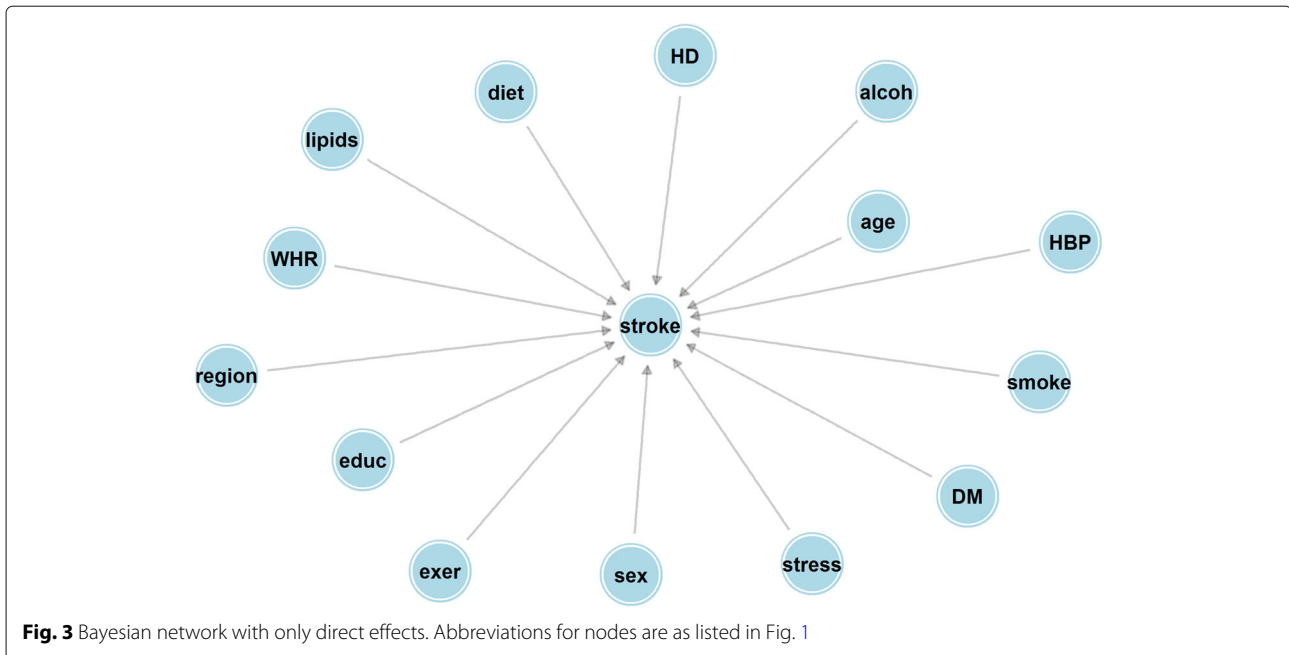 HD
diet
alcoh
lipids
age
HBP
WHR
stroke
region
smoke
educ
DM
exer
sex
stress
Fig. 3 Bayesian network with only direct effects. Abbreviations for nodes are as listed in Fig. 1